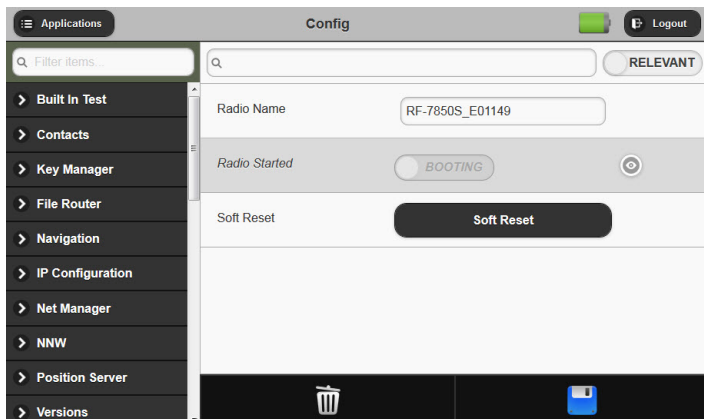 Applications
Config
Logout
Filter items...
RELEVANT
Built In Test
Contacts
Key Manager
File Router
Navigation
IP Configuration
Net Manager
NNW
Position Server
Versions
Radio Name
RF-7850S_E01149
Radio Started
BOOTING
Soft Reset
Soft Reset